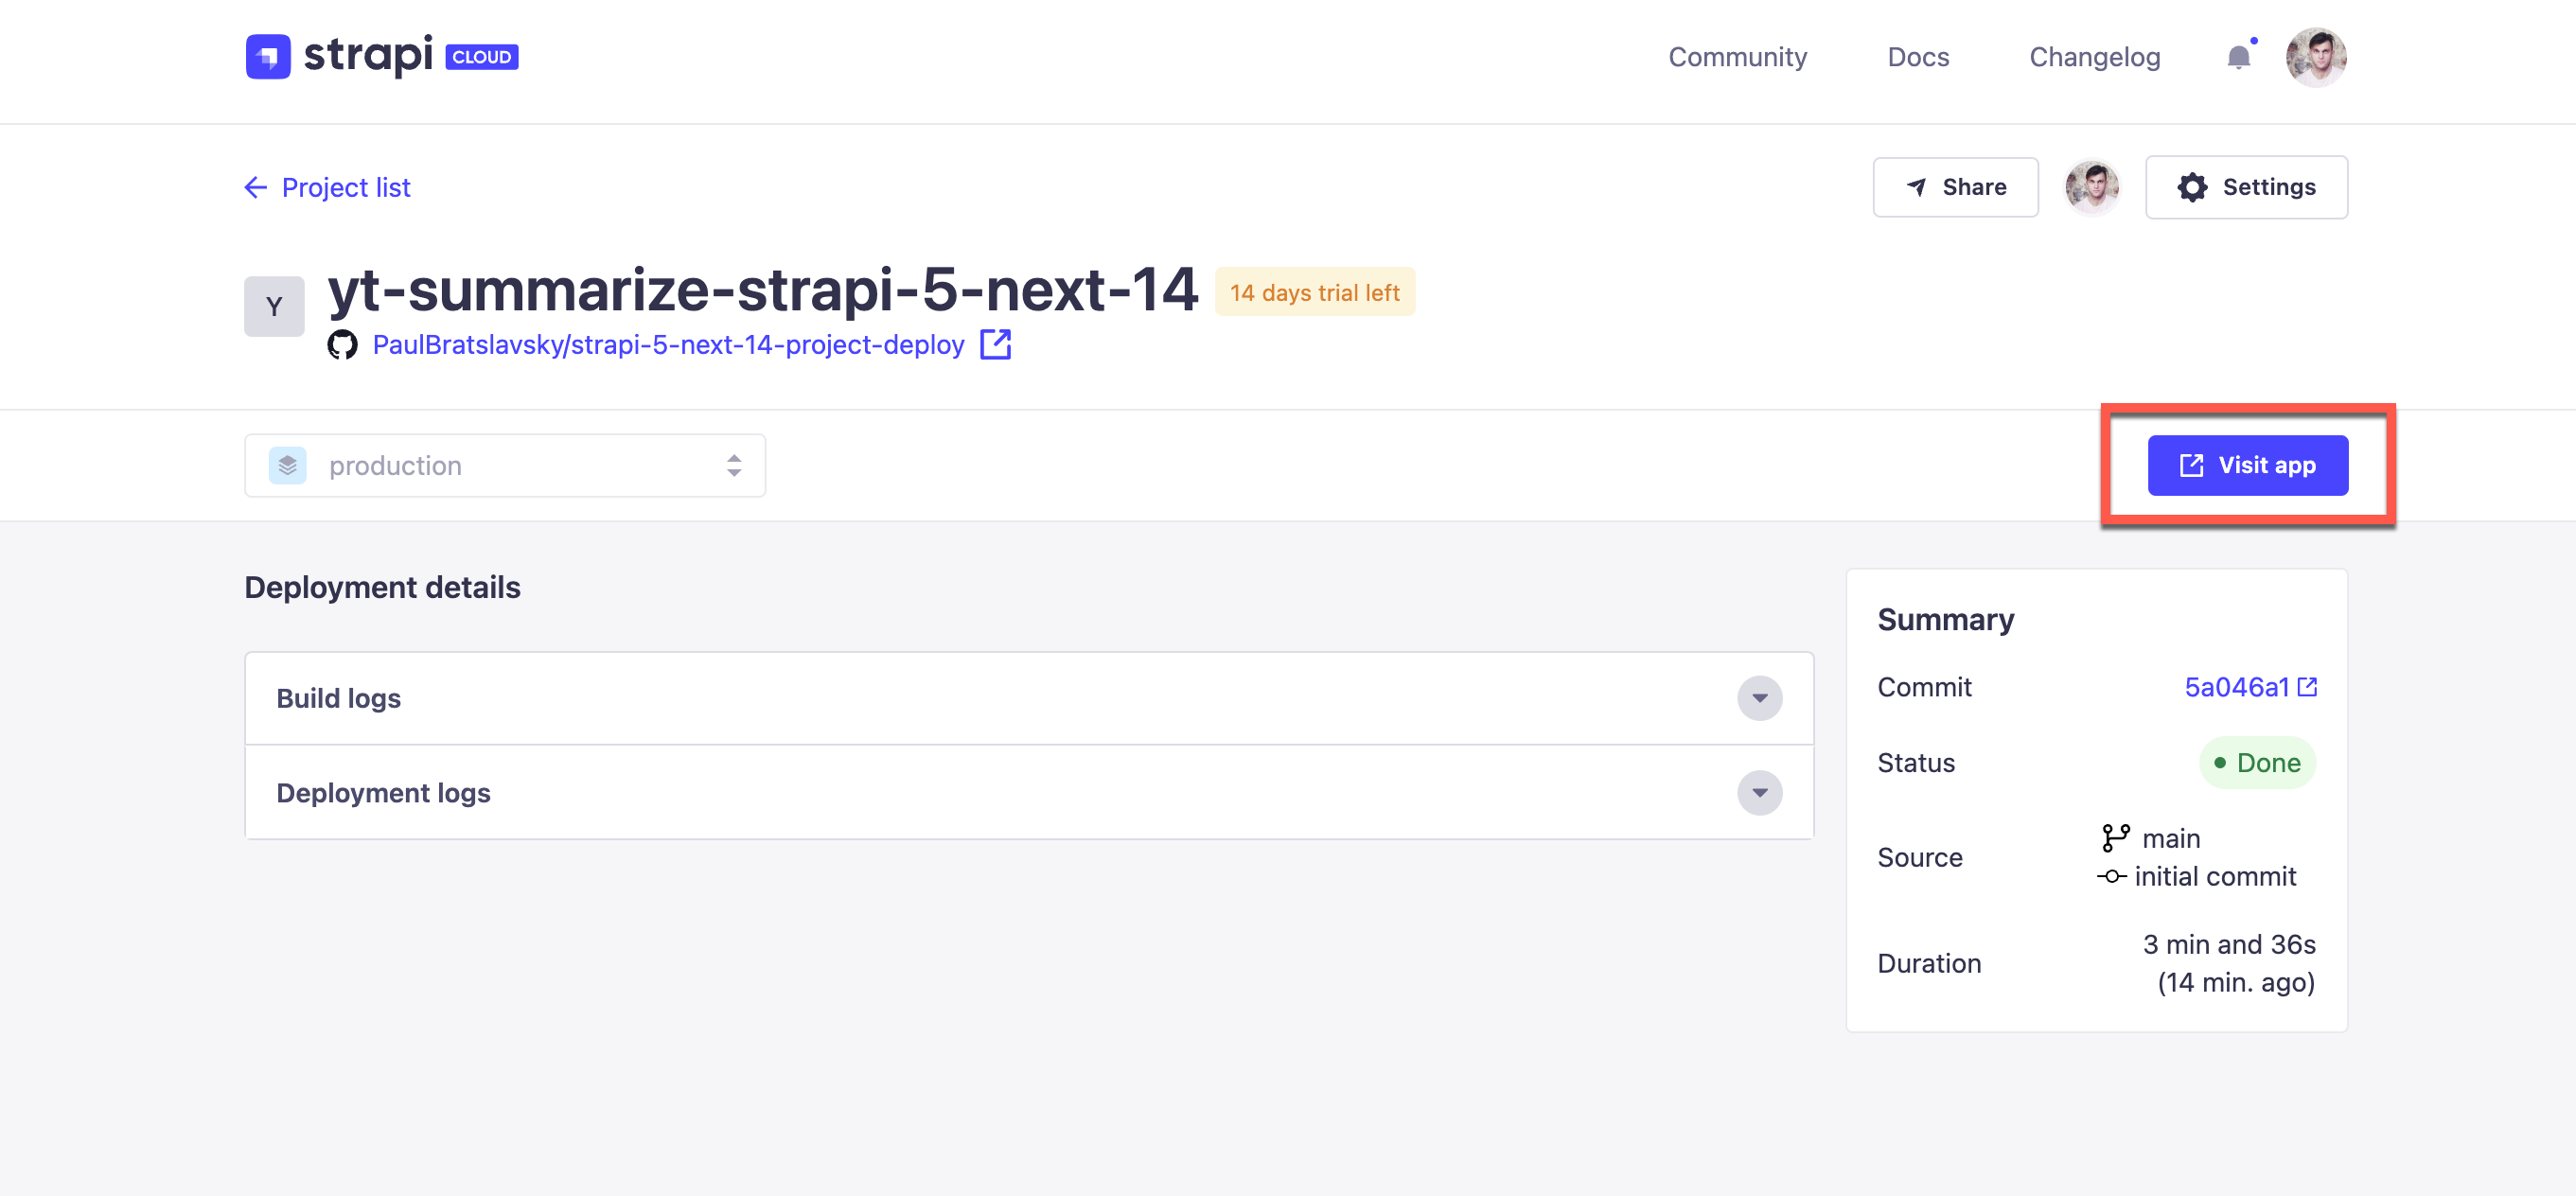 strapi CLOUD
Community Docs Changelog
Project list
Share Settings
Y
yt-summarize-strapi-5-next-14 14 days trial left
PaulBratslavsky/strapi-5-next-14-project-deploy
production
Visit app
Deployment details
Build logs
Deployment logs
Summary
Commit 5a046a1
Status Done
Source
main
initial commit
Duration
3 min and 36s
(14 min. ago)